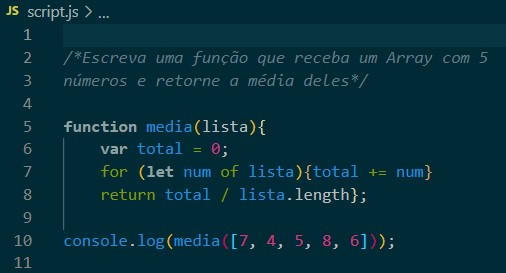 JS script.js > ...
1
2 /*Escreva uma função que receba um Array com 5
3 números e retorne a média deles*/
4
5 function media(lista){
6 var total = 0;
7 for (let num of lista){total += num}
8 return total / lista.length};
9
10 console.log(media([7, 4, 5, 8, 6]));
11